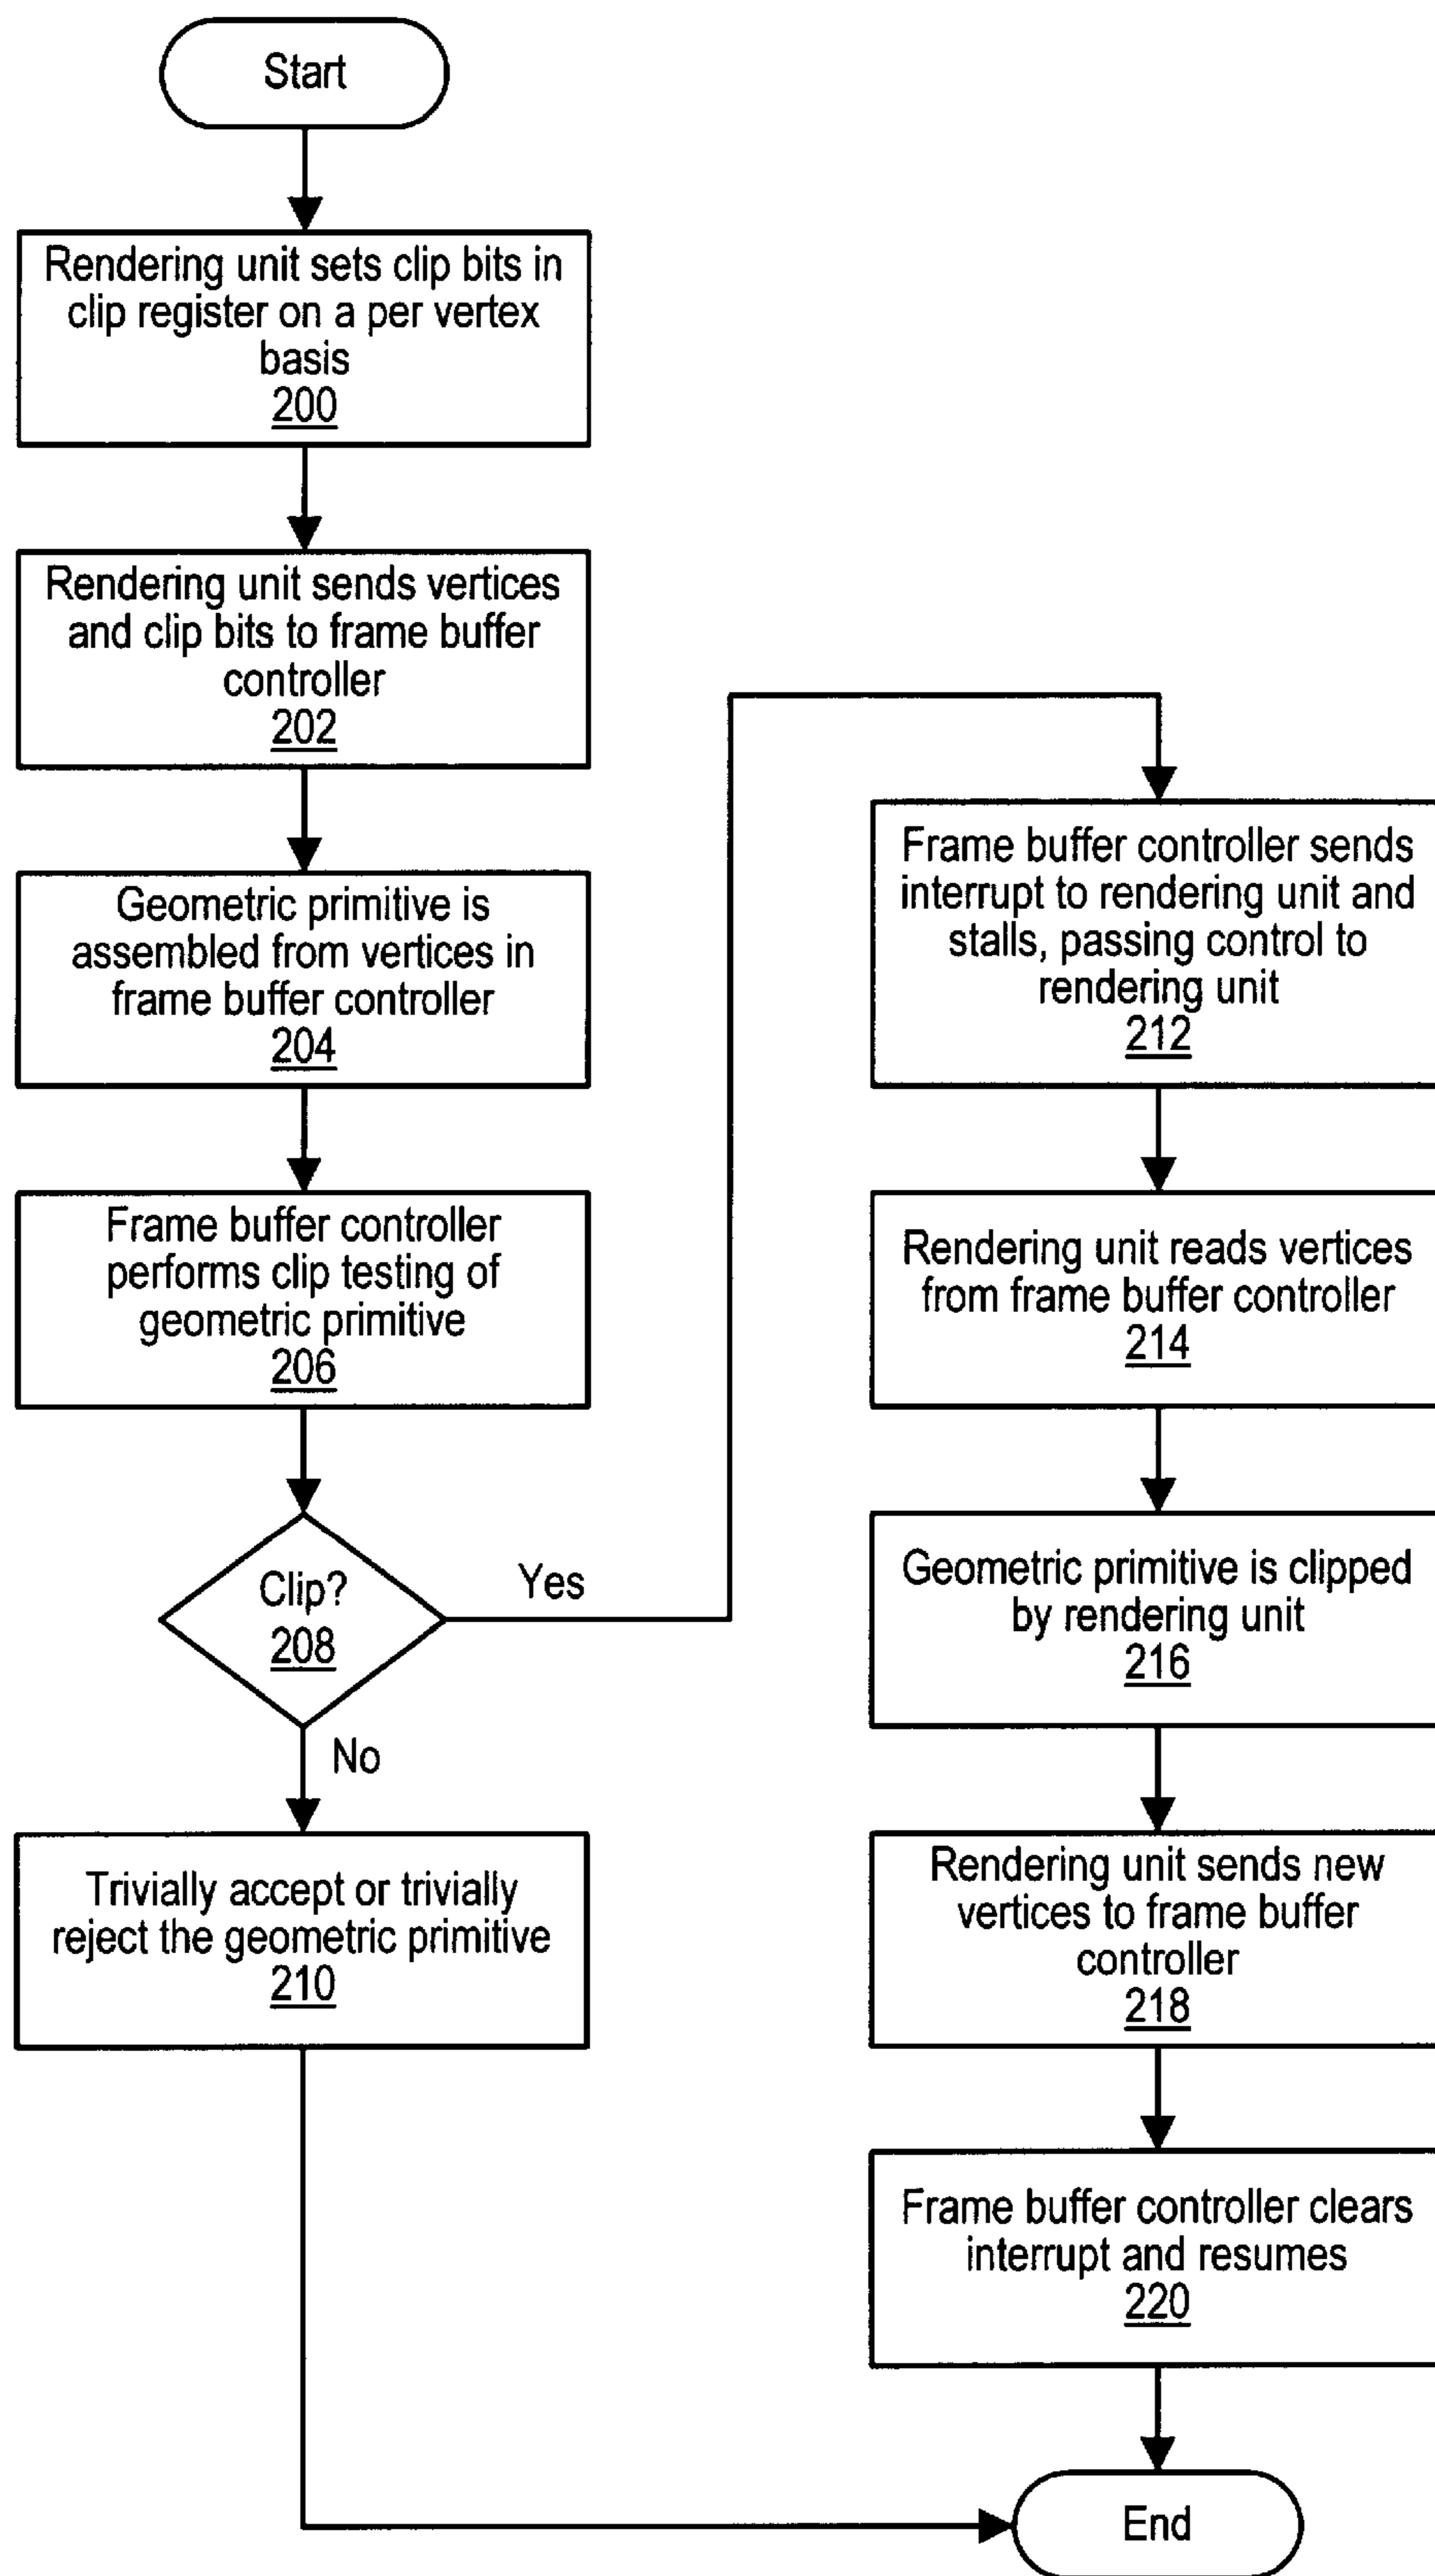 Start
Rendering unit sets clip bits in
clip register on a per vertex
basis
200
Rendering unit sends vertices
and clip bits to frame buffer
controller
202
Geometric primitive is
assembled from vertices in
frame buffer controller
204
Frame buffer controller
performs clip testing of
geometric primitive
206
Clip?
208
Yes
No
Trivially accept or trivially
reject the geometric primitive
210
Frame buffer controller sends
interrupt to rendering unit and
stalls, passing control to
rendering unit
212
Rendering unit reads vertices
from frame buffer controller
214
Geometric primitive is clipped
by rendering unit
216
Rendering unit sends new
vertices to frame buffer
controller
218
Frame buffer controller clears
interrupt and resumes
220
End